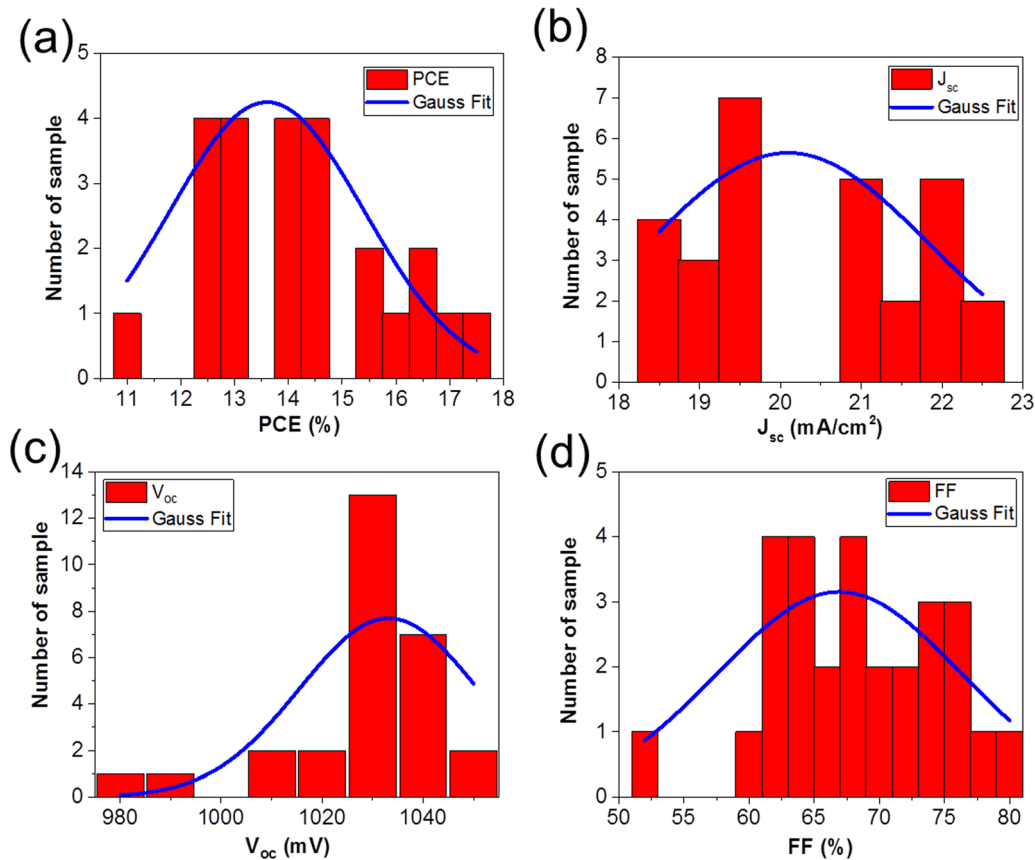 (a)
5
4
3
2
1
0
Number of sample
PCE
Gauss Fit
11 12 13 14 15 16 17 18
PCE (%)
(b)
8
7
6
5
4
3
2
1
0
Number of sample
Jsc
Gauss Fit
18 19 20 21 22 23
Jsc (mA/cm²)
(c)
14
12
10
8
6
4
2
0
Number of sample
Voc
Gauss Fit
980 1000 1020 1040
Voc (mV)
(d)
5
4
3
2
1
0
Number of sample
FF
Gauss Fit
50 55 60 65 70 75 80
FF (%)